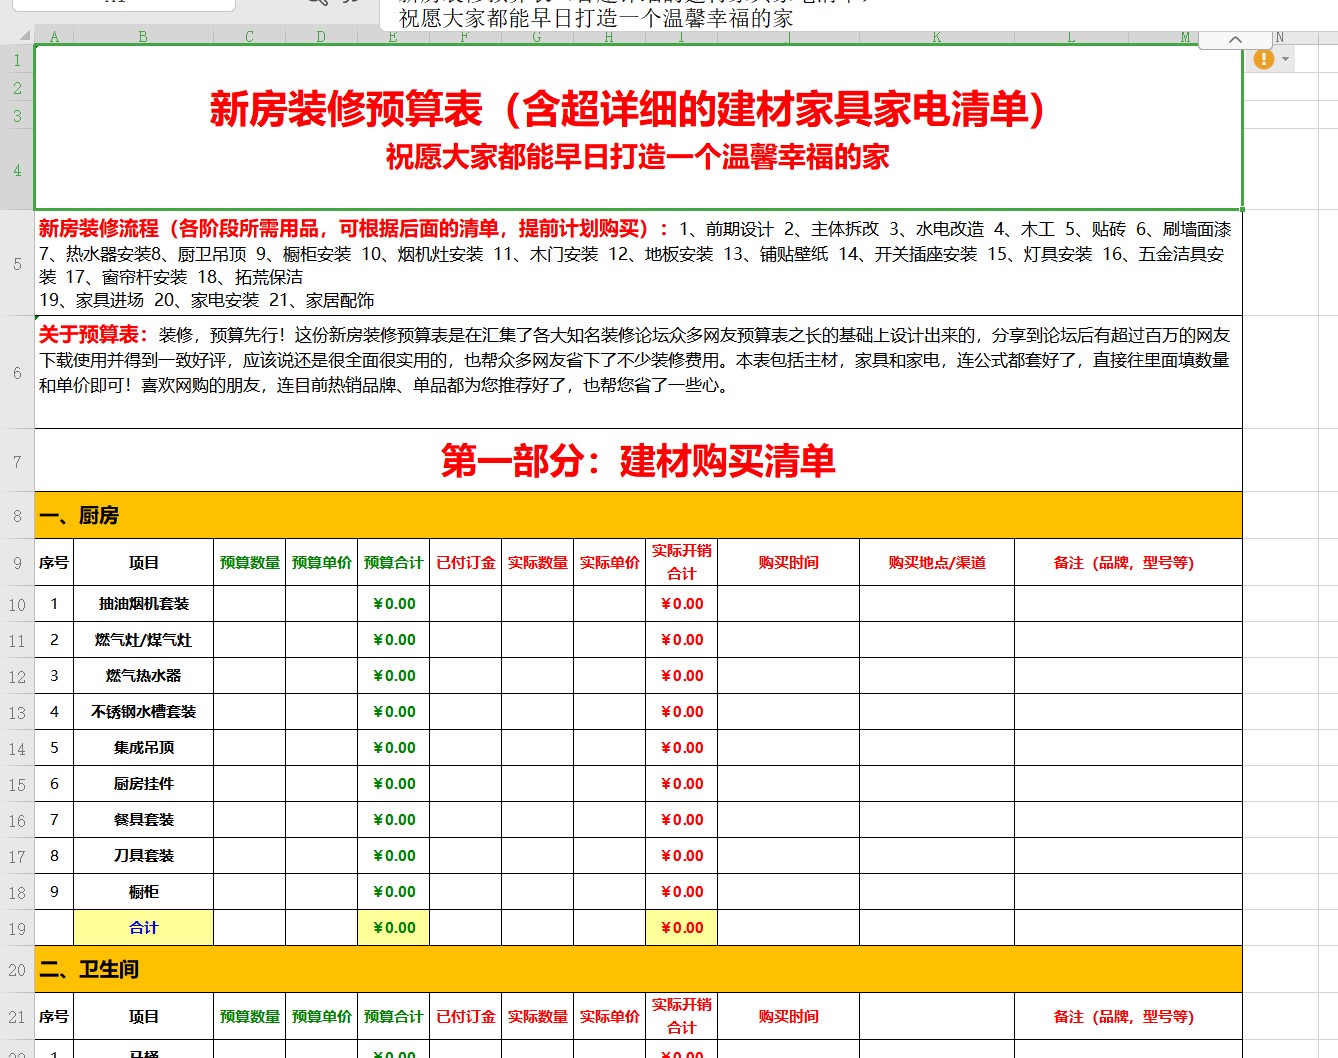 祝愿大家都能早日打造一个温馨幸福的家
A B C D E F G H I J K L M N
1
2
3
4
新房装修预算表（含超详细的建材家具家电清单）
祝愿大家都能早日打造一个温馨幸福的家
新房装修流程（各阶段所需用品，可根据后面的清单，提前计划购买）：1、前期设计 2、主体拆改 3、水电改造 4、木工 5、贴砖 6、刷墙面漆
5 7、热水器安装8、厨卫吊顶 9、橱柜安装 10、烟机灶安装 11、木门安装 12、地板安装 13、铺贴壁纸 14、开关插座安装 15、灯具安装 16、五金洁具安
装 17、窗帘杆安装 18、拓荒保洁
19、家具进场 20、家电安装 21、家居配饰
关于预算表：装修，预算先行！这份新房装修预算表是在汇集了各大知名装修论坛众多网友预算表之长的基础上设计出来的，分享到论坛后有超过百万的网友
6 下载使用并得到一致好评，应该说还是很全面很实用的，也帮众多网友省下了不少装修费用。本表包括主材，家具和家电，连公式都套好了，直接往里面填数量
和单价即可！喜欢网购的朋友，连目前热销品牌、单品都为您推荐好了，也帮您省了一些心。
7 第一部分：建材购买清单
8 一、厨房
9 序号 项目 预算数量 预算单价 预算合计 已付订金 实际数量 实际单价 实际开销合计 购买时间 购买地点/渠道 备注（品牌，型号等）
10 1 抽油烟机套装 ¥0.00 ¥0.00
11 2 燃气灶/煤气灶 ¥0.00 ¥0.00
12 3 燃气热水器 ¥0.00 ¥0.00
13 4 不锈钢水槽套装 ¥0.00 ¥0.00
14 5 集成吊顶 ¥0.00 ¥0.00
15 6 厨房挂件 ¥0.00 ¥0.00
16 7 餐具套装 ¥0.00 ¥0.00
17 8 刀具套装 ¥0.00 ¥0.00
18 9 橱柜 ¥0.00 ¥0.00
19 合计 ¥0.00 ¥0.00
20 二、卫生间
21 序号 项目 预算数量 预算单价 预算合计 已付订金 实际数量 实际单价 实际开销合计 购买时间 备注（品牌，型号等）
22 1 马桶 ¥0.00 ¥0.00